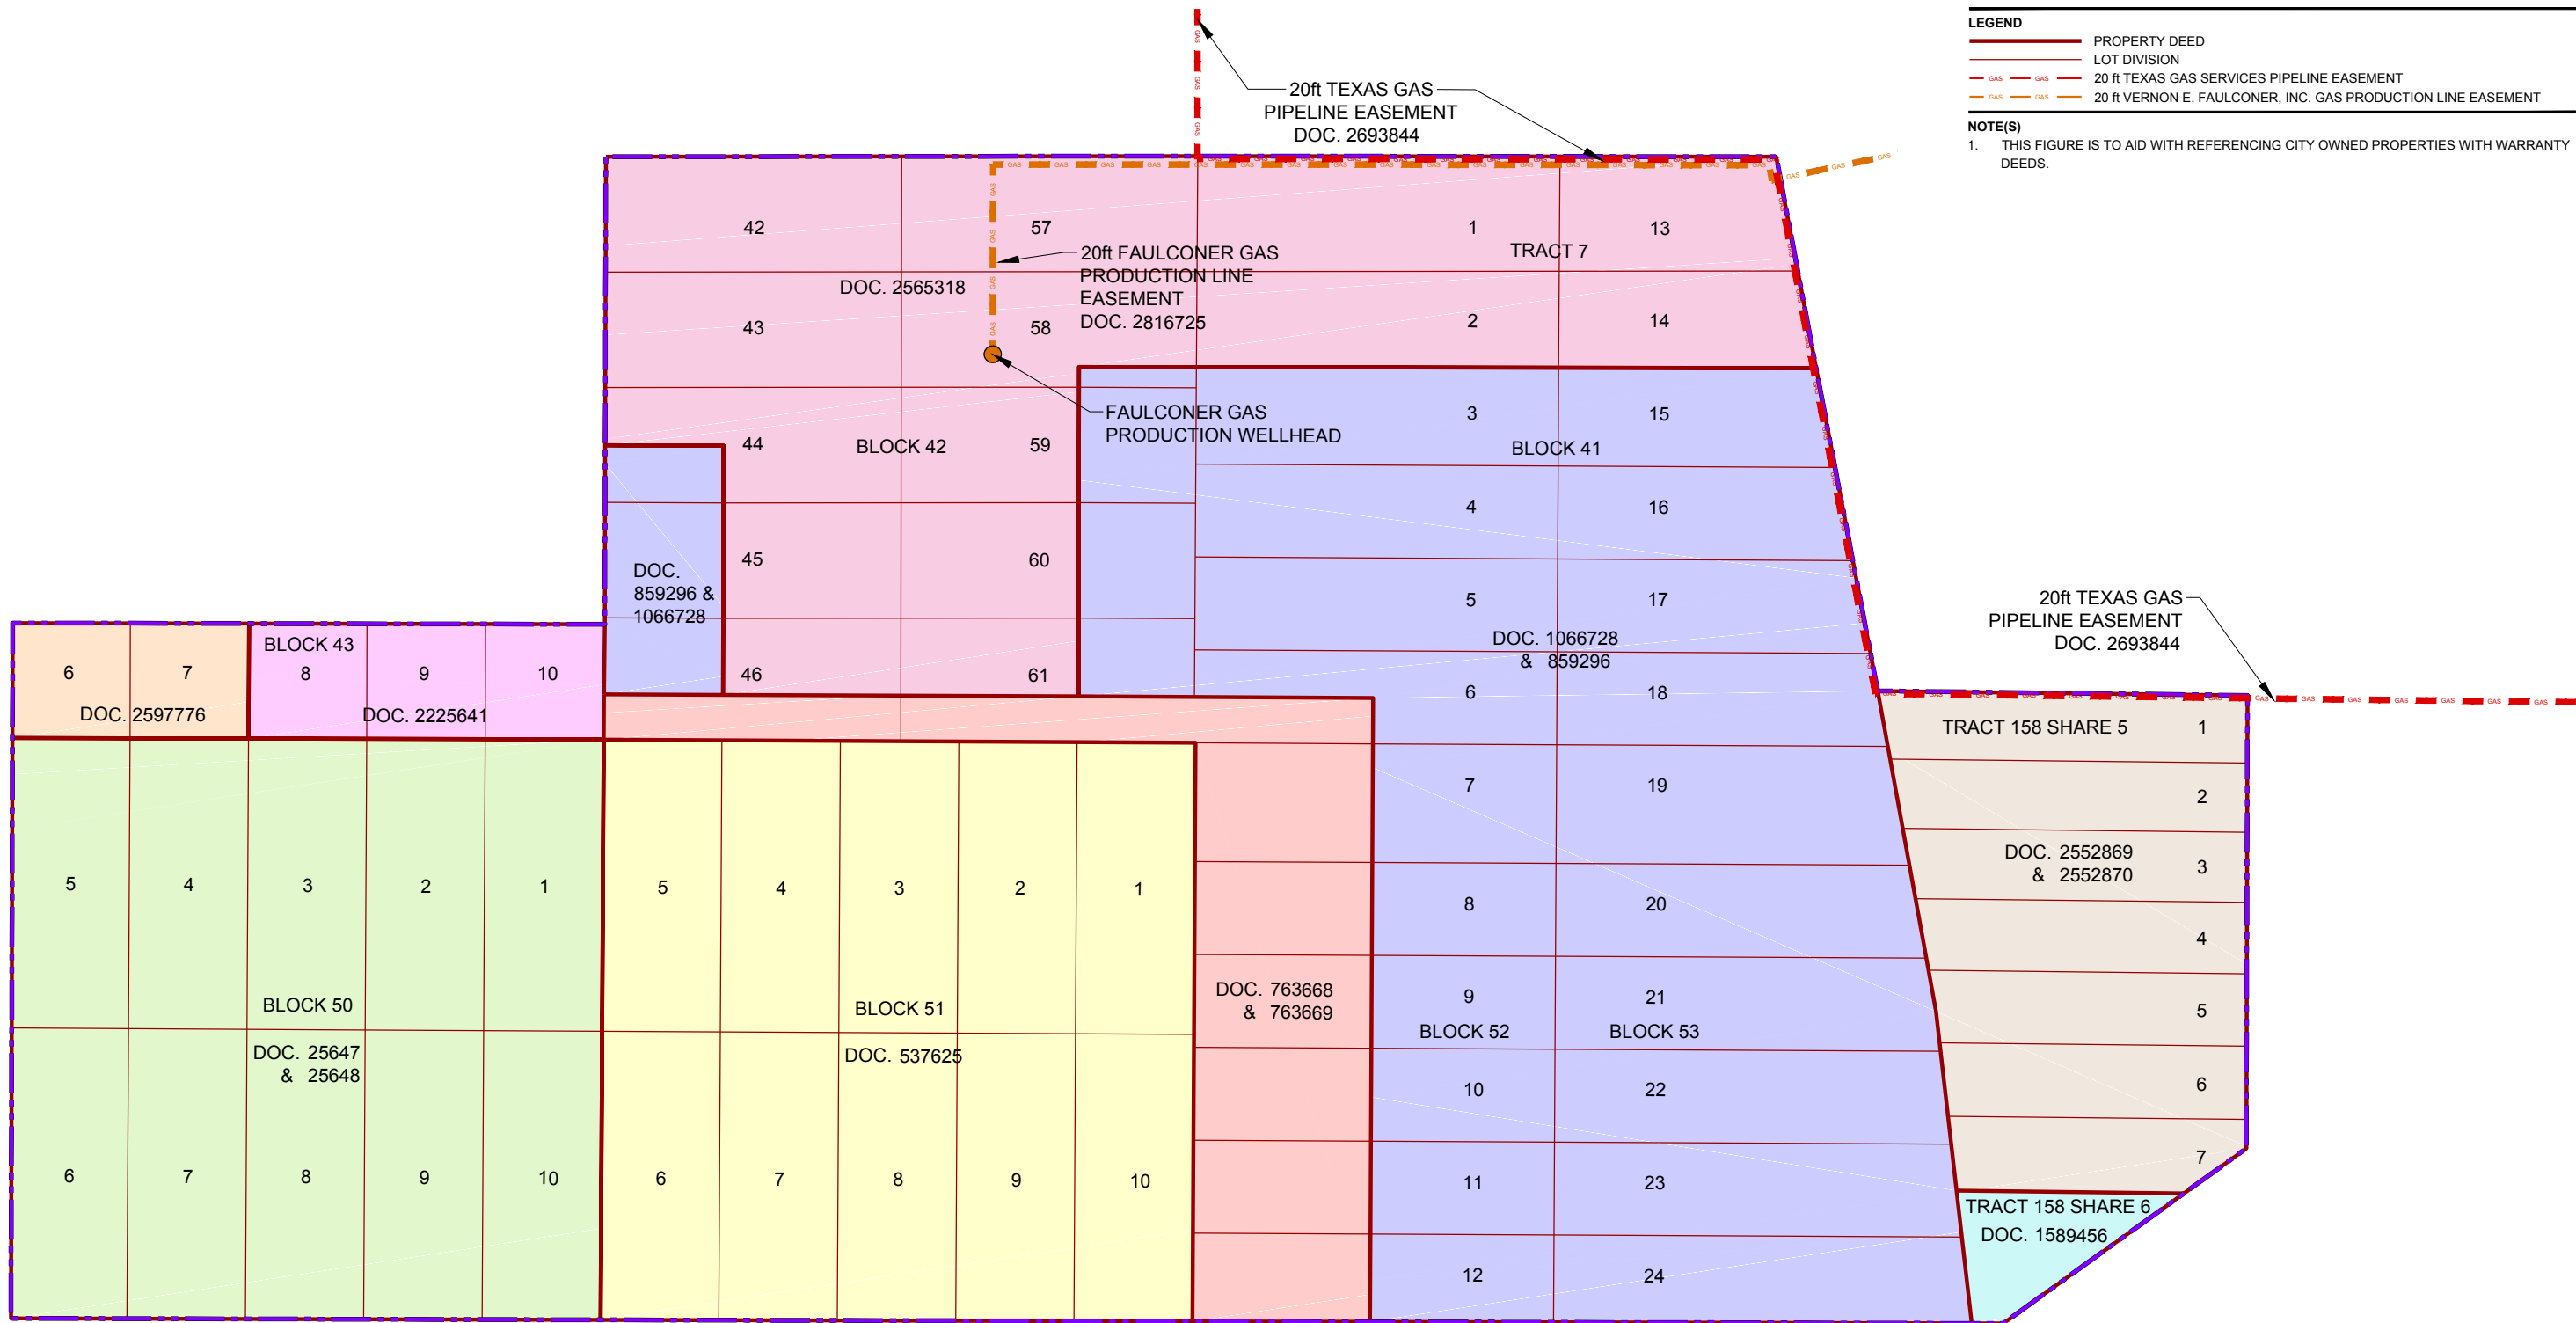 LEGEND
PROPERTY DEED
LOT DIVISION
GAS GAS 20 ft TEXAS GAS SERVICES PIPELINE EASEMENT
GAS GAS 20 ft VERNON E. FAULCONER, INC. GAS PRODUCTION LINE EASEMENT
NOTE(S)
1. THIS FIGURE IS TO AID WITH REFERENCING CITY OWNED PROPERTIES WITH WARRANTY
DEEDS.
20ft TEXAS GAS
PIPELINE EASEMENT
DOC. 2693844
42
57
1
13
TRACT 7
20ft FAULCONER GAS
PRODUCTION LINE
EASEMENT
DOC. 2816725
DOC. 2565318
43
58
2
14
FAULCONER GAS
PRODUCTION WELLHEAD
44
BLOCK 42
59
3
15
BLOCK 41
4
16
45
60
DOC.
859296 &
1066728
5
17
DOC. 1066728
& 859296
46
61
6
18
20ft TEXAS GAS
PIPELINE EASEMENT
DOC. 2693844
BLOCK 43
6
7
8
9
10
DOC. 2597776
DOC. 2225641
TRACT 158 SHARE 5
1
2
DOC. 2552869
& 2552870
3
4
5
6
7
7
19
8
20
9
21
BLOCK 52
BLOCK 53
10
22
11
23
12
24
5
4
3
2
1
BLOCK 50
DOC. 25647
& 25648
6
7
8
9
10
5
4
3
2
1
BLOCK 51
DOC. 537625
6
7
8
9
10
DOC. 763668
& 763669
TRACT 158 SHARE 6
DOC. 1589456